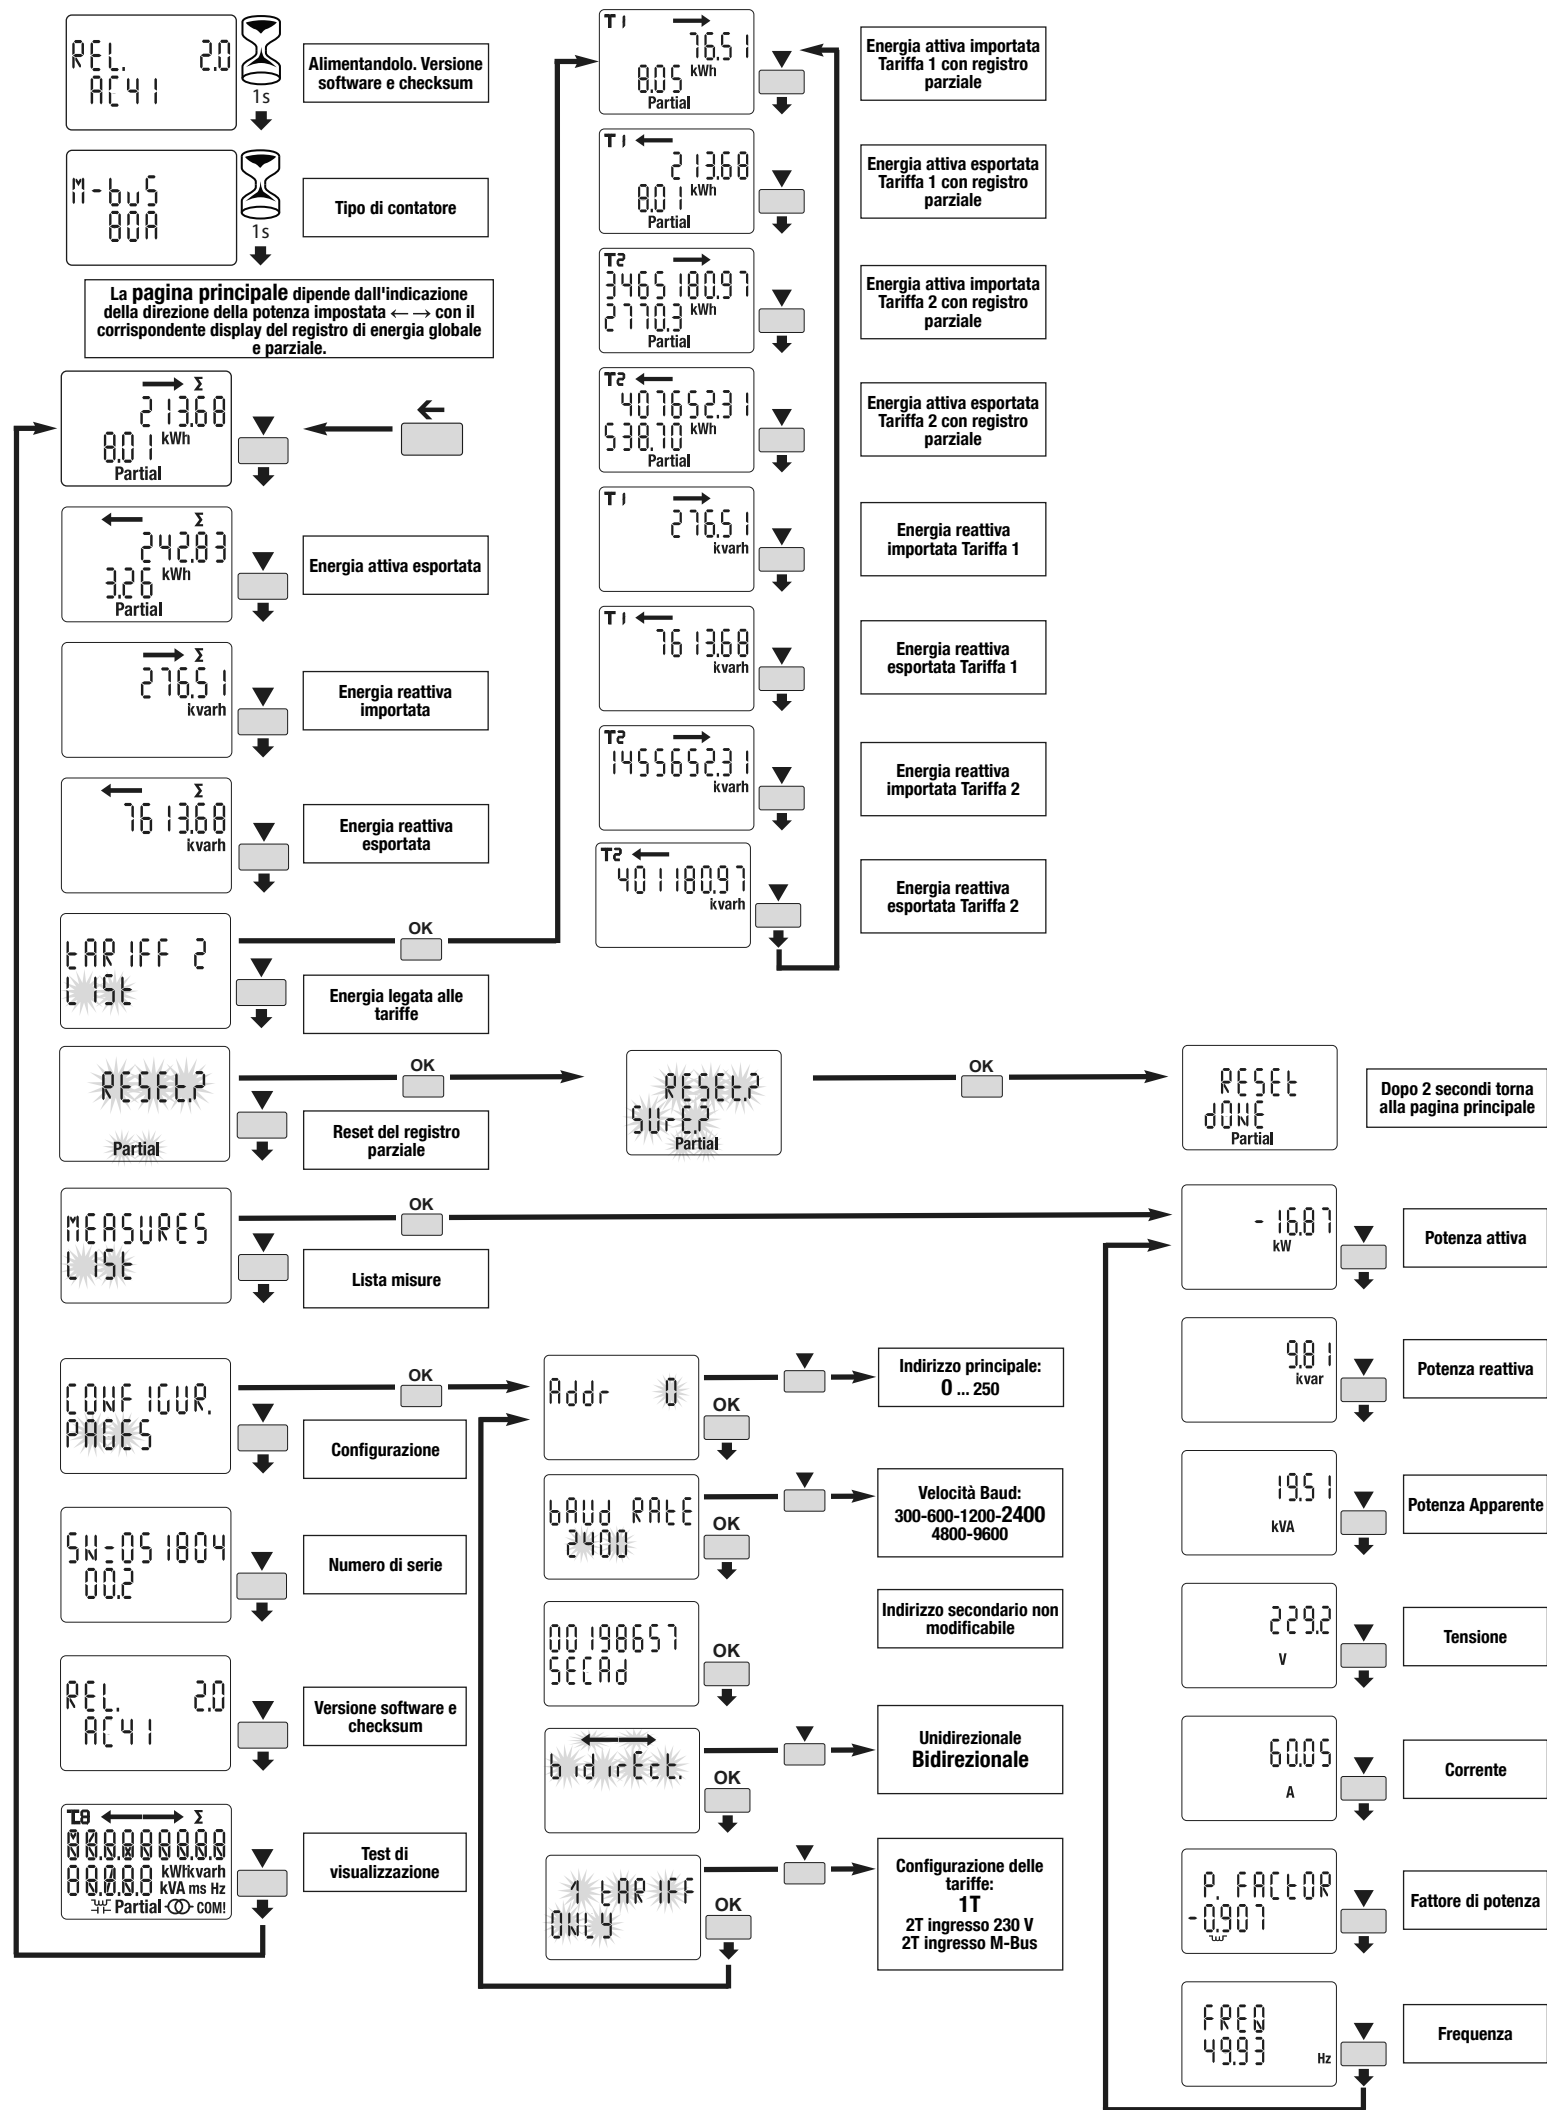 REL. 2.0
AC41
1s
Alimentandolo. Versione
software e checksum
M-buS
80A
1s
Tipo di contatore
La pagina principale dipende dall'indicazione
della direzione della potenza impostata ←→ con il
corrispondente display del registro di energia globale
e parziale.
→ Σ
213.68
8.01 kWh
Partial
←
← Σ
242.83
3.26 kWh
Partial
Energia attiva esportata
→ Σ
276.51
kvarh
Energia reattiva
importata
← Σ
7613.68
kvarh
Energia reattiva
esportata
tARIFF 2
LISt
OK
Energia legata alle
tariffe
T1 →
76.51
8.05 kWh
Partial
Energia attiva importata
Tariffa 1 con registro
parziale
T1 ←
213.68
8.01 kWh
Partial
Energia attiva esportata
Tariffa 1 con registro
parziale
T2 →
3465180.97
2770.3 kWh
Partial
Energia attiva importata
Tariffa 2 con registro
parziale
T2 ←
407652.31
538.70 kWh
Partial
Energia attiva esportata
Tariffa 2 con registro
parziale
T1 →
276.51
kvarh
Energia reattiva
importata Tariffa 1
T1 ←
7613.68
kvarh
Energia reattiva
esportata Tariffa 1
T2 →
1455652.31
kvarh
Energia reattiva
importata Tariffa 2
T2 ←
401180.97
kvarh
Energia reattiva
esportata Tariffa 2
RESEt.?
Partial
OK
Reset del registro
parziale
RESEt.?
SUrE.?
Partial
OK
RESEt
dONE
Partial
Dopo 2 secondi torna
alla pagina principale
MEASURES
LISt
OK
Lista misure
-16.87
kW
Potenza attiva
9.81
kvar
Potenza reattiva
19.51
kVA
Potenza Apparente
229.2
V
Tensione
60.05
A
Corrente
P. FACtOR
-0.907
Fattore di potenza
FREQ
49.93 Hz
Frequenza
CONFIGUR.
PAGES
OK
Configurazione
Addr 0
OK
Indirizzo principale:
0 ... 250
bAUd RAtE
2400
OK
Velocità Baud:
300-600-1200-2400
4800-9600
00198657
SECAd
OK
Indirizzo secondario non
modificabile
←→
bidirEct.
OK
Unidirezionale
Bidirezionale
1 tARIFF
ONLY
OK
Configurazione delle
tariffe:
1T
2T ingresso 230 V
2T ingresso M-Bus
SN-051804
00.2
Numero di serie
REL. 2.0
AC41
Versione software e
checksum
T.8 ←→ Σ
kWh kvarh
kVA ms Hz
Partial COM!
Test di
visualizzazione